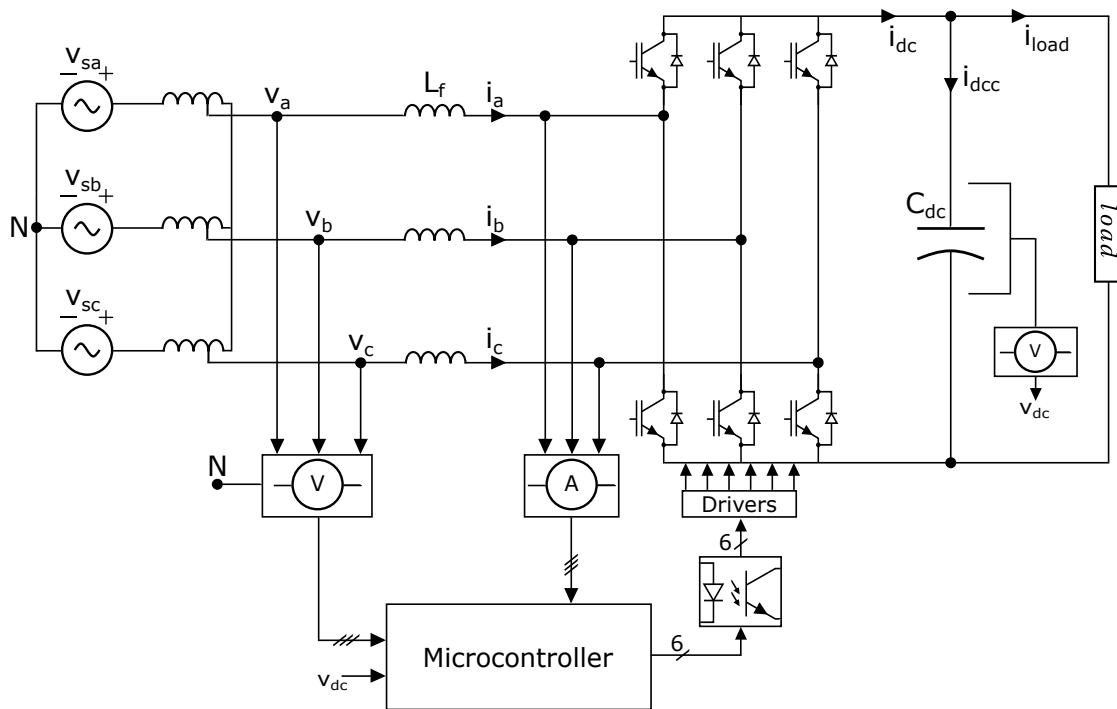 v_sa
− +
v_sb
− +
v_sc
− +
N
v_a
v_b
v_c
L_f
i_a
i_b
i_c
i_dc
i_load
i_dcc
C_dc
load
V
v_dc
N
V
A
Drivers
6
Microcontroller
6
v_dc